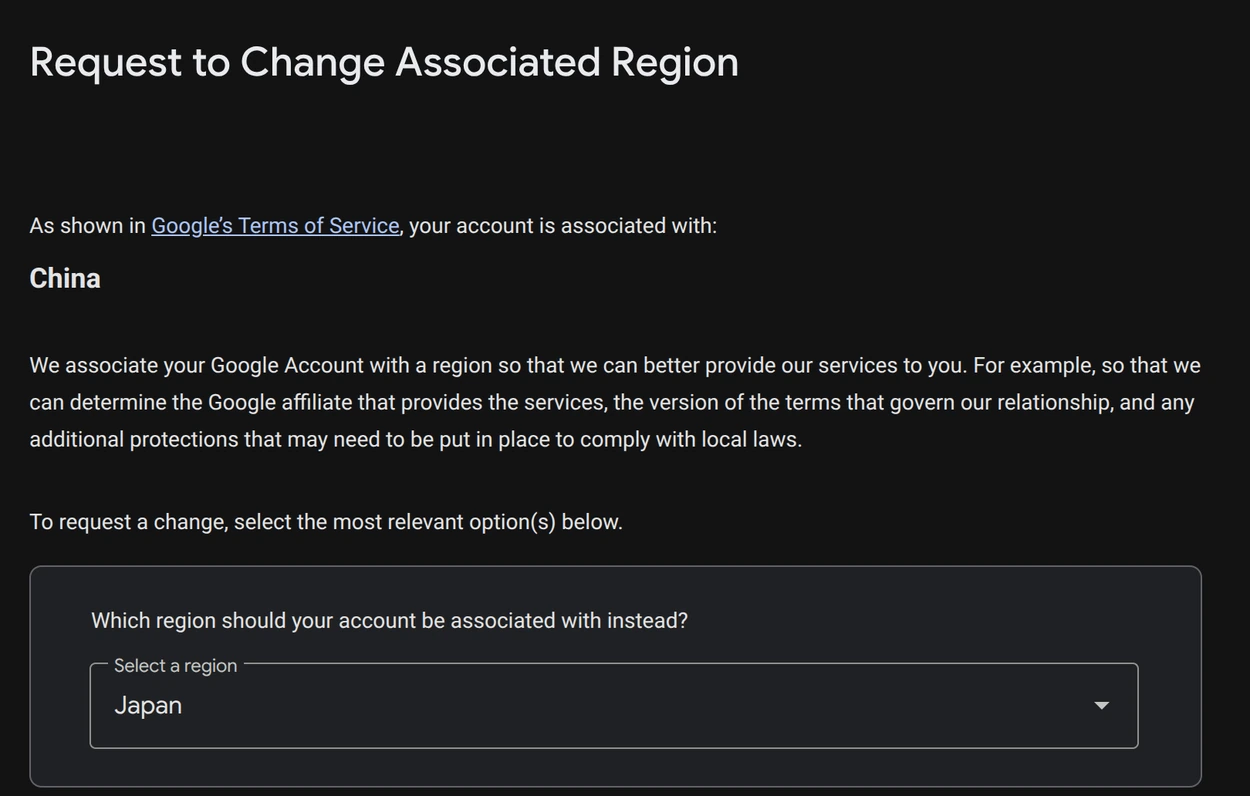 Request to Change Associated Region
As shown in Google’s Terms of Service, your account is associated with:
China
We associate your Google Account with a region so that we can better provide our services to you. For example, so that we
can determine the Google affiliate that provides the services, the version of the terms that govern our relationship, and any
additional protections that may need to be put in place to comply with local laws.
To request a change, select the most relevant option(s) below.
Which region should your account be associated with instead?
Select a region
Japan